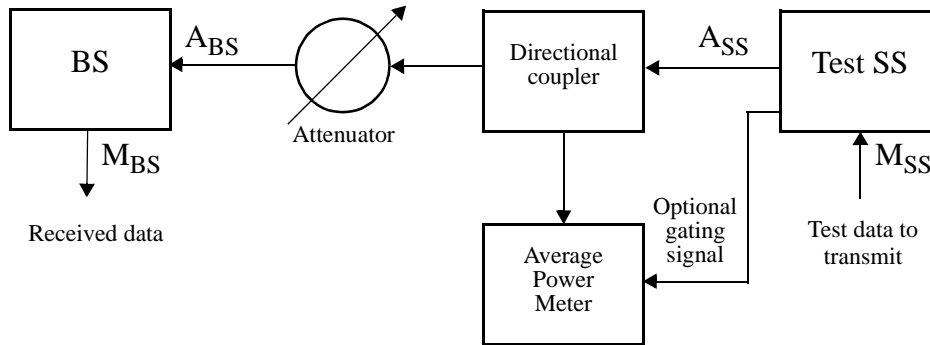 BS
A_BS
Attenuator
Directional
coupler
A_SS
Test SS
M_BS
Received data
Average
Power
Meter
Optional
gating
signal
M_SS
Test data to
transmit